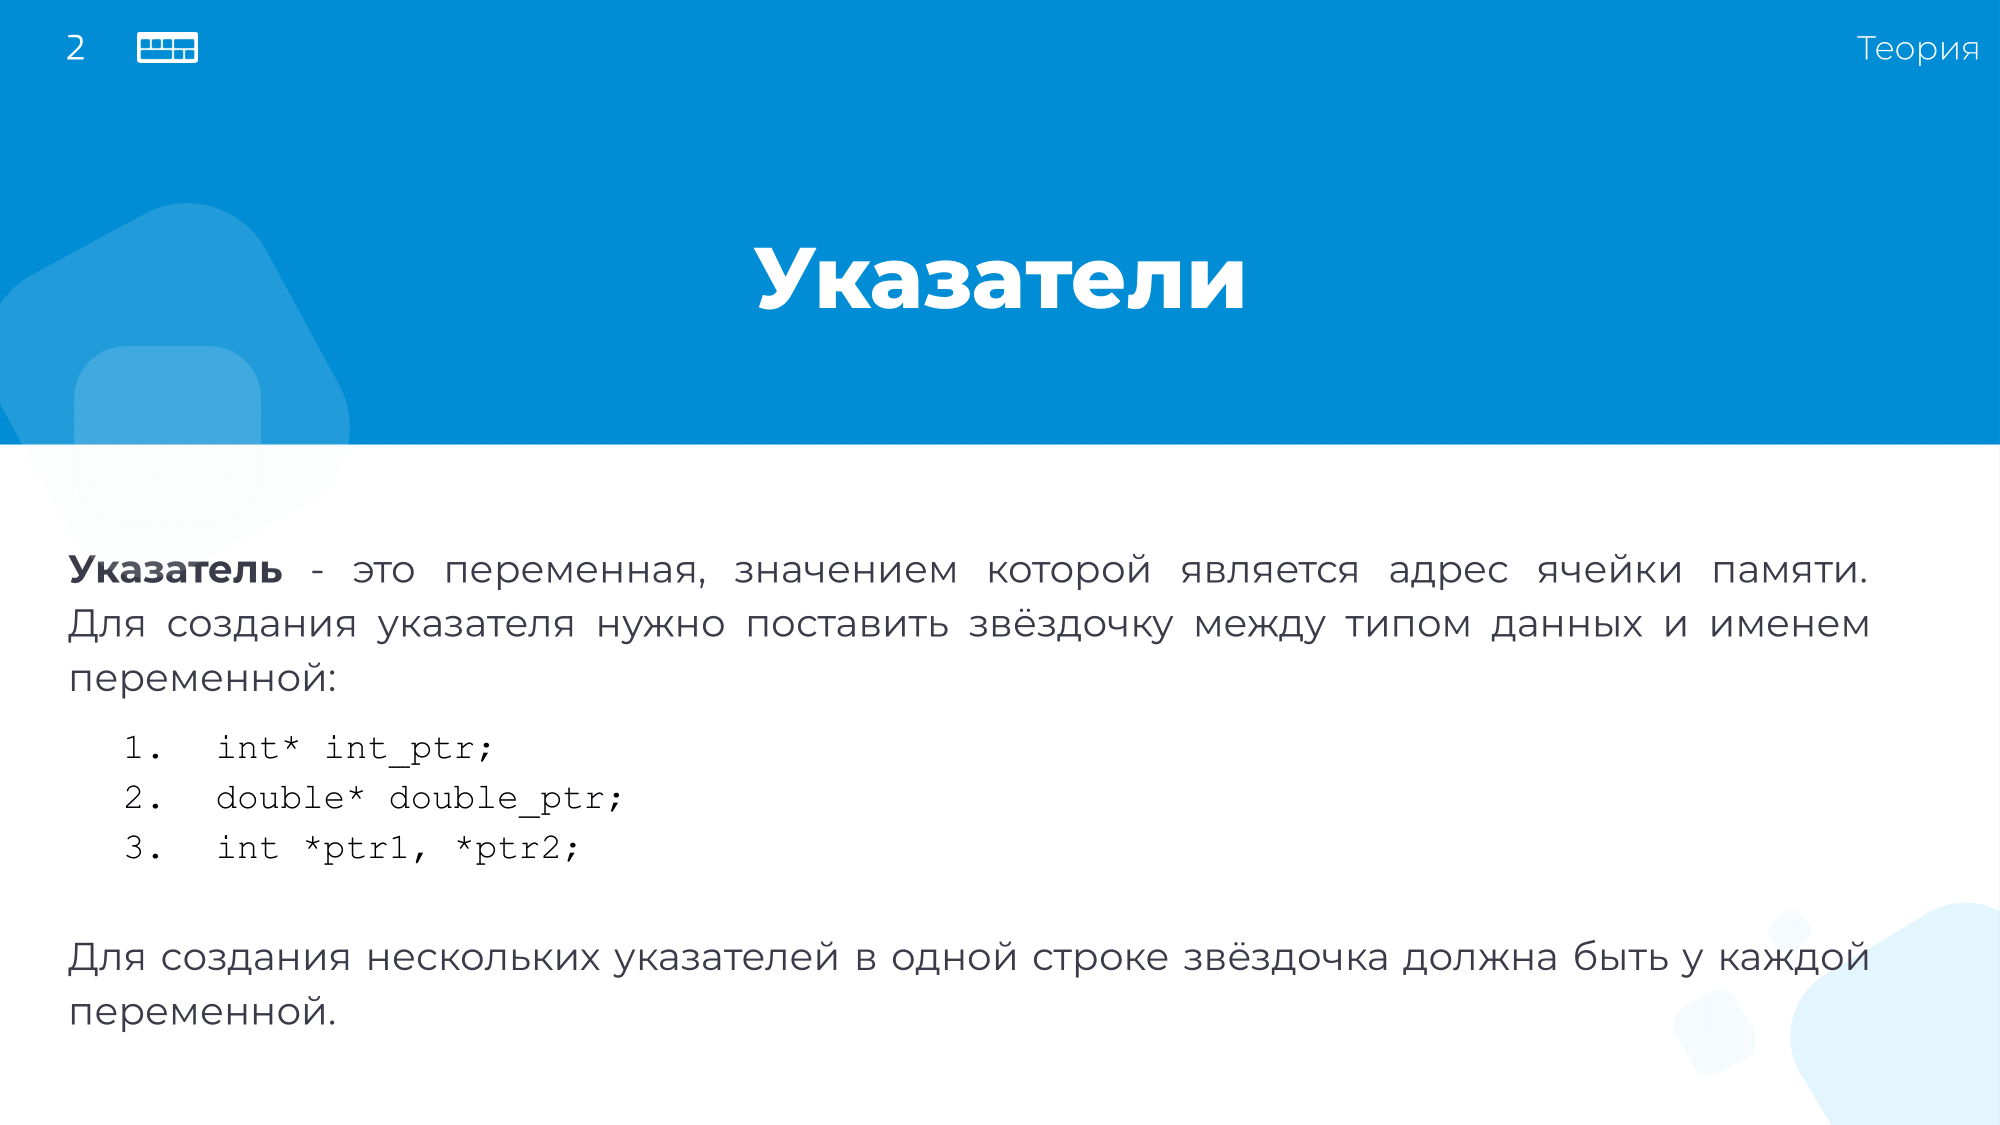 2
Теория
Указатели
Указатель - это переменная, значением которой является адрес ячейки памяти.
Для создания указателя нужно поставить звёздочку между типом данных и именем
переменной:
1. int* int_ptr;
2. double* double_ptr;
3. int *ptr1, *ptr2;
Для создания нескольких указателей в одной строке звёздочка должна быть у каждой
переменной.